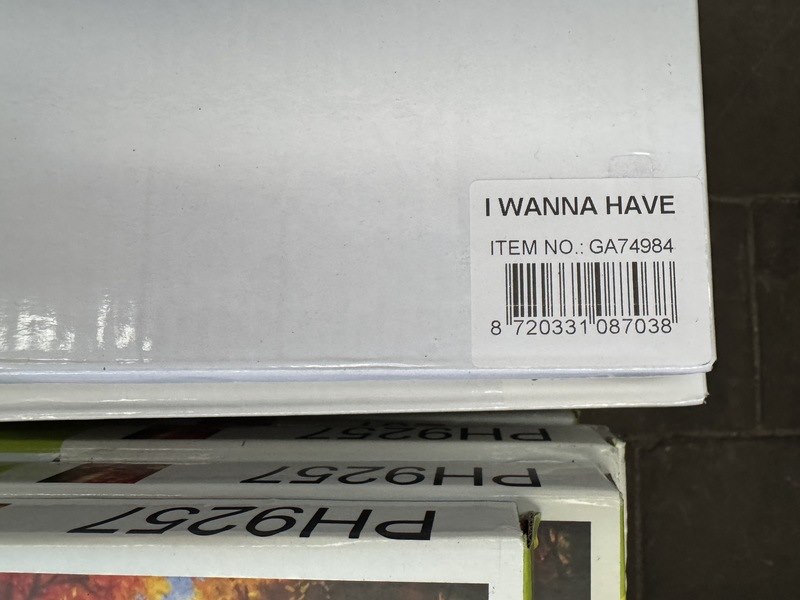 I WANNA HAVE
ITEM NO.: GA74984
8 720331 087038
PH9257
PH9257
PH9257